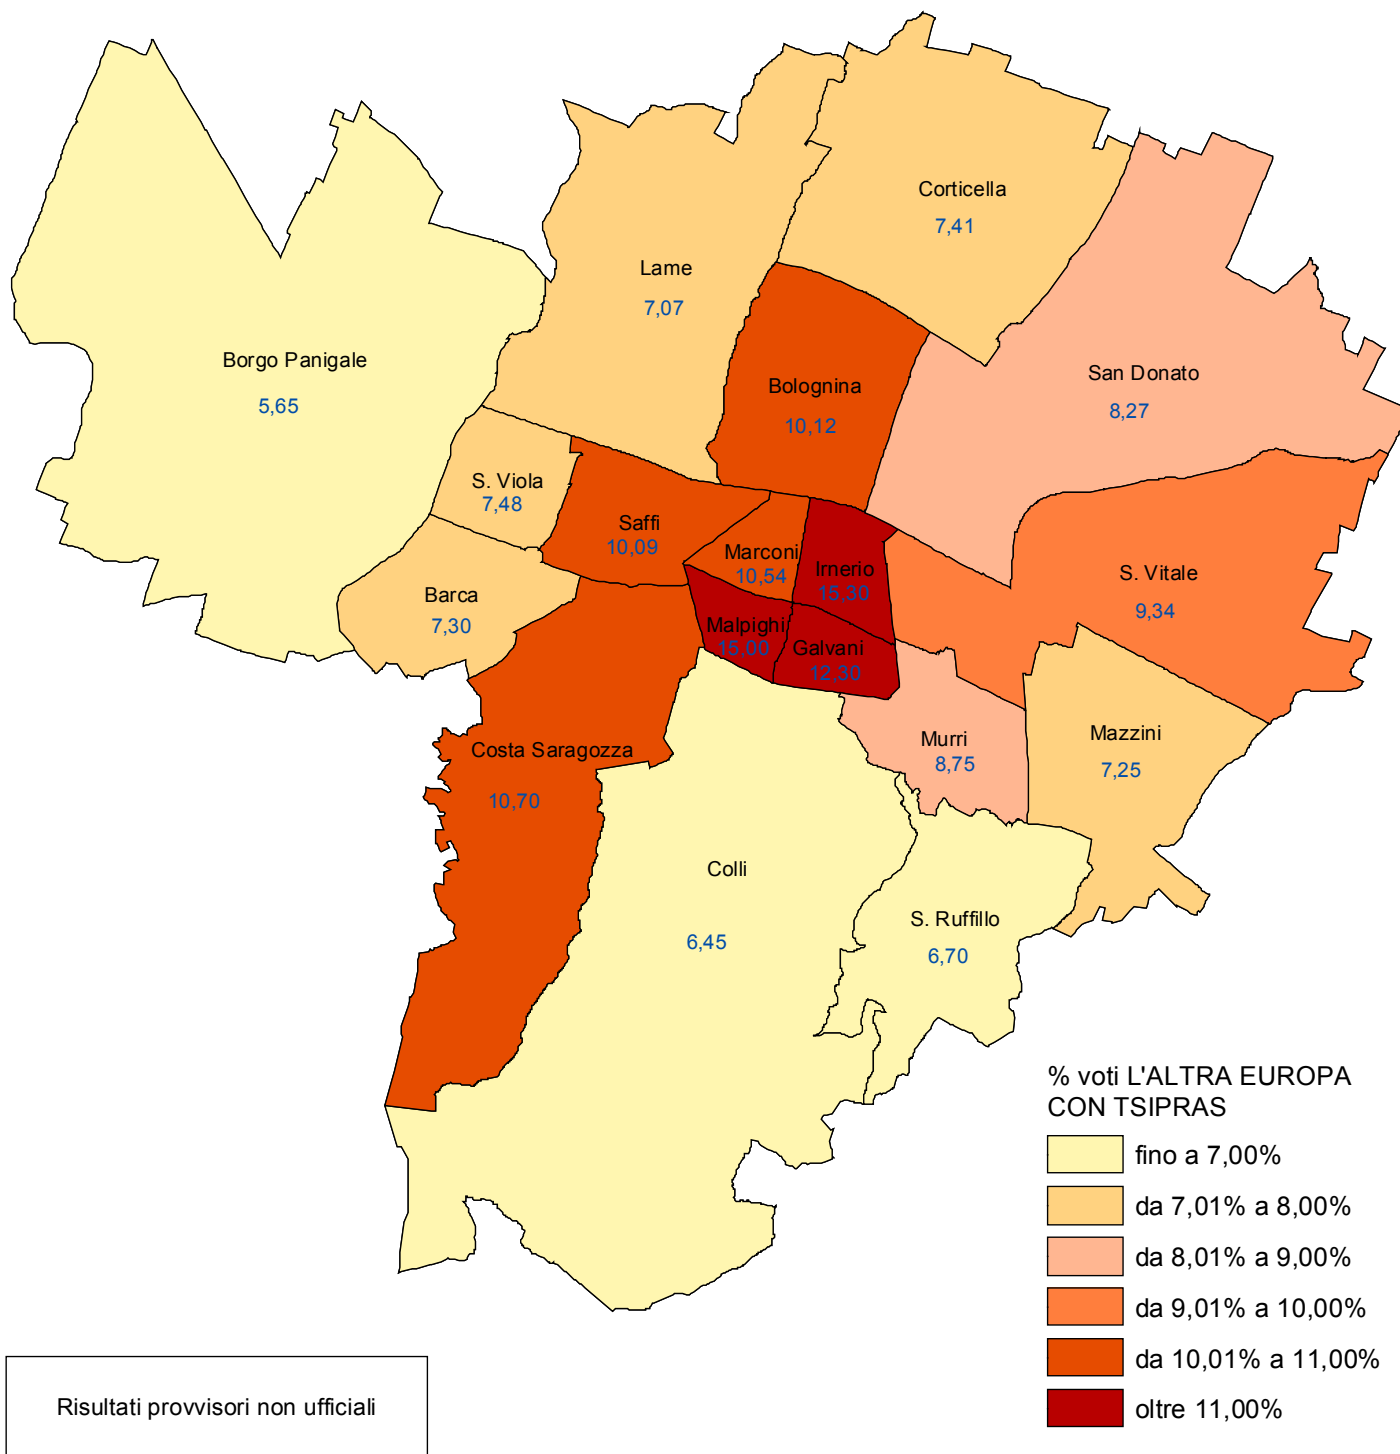 Corticella
7,41
Lame
7,07
Borgo Panigale
5,65
San Donato
8,27
Bolognina
10,12
S. Viola
7,48
Saffi
10,09
Marconi
10,54
Irnerio
15,30
S. Vitale
9,34
Barca
7,30
Malpighi
15,00
Galvani
12,30
Costa Saragozza
10,70
Murri
8,75
Mazzini
7,25
Colli
6,45
S. Ruffillo
6,70
% voti L'ALTRA EUROPA
CON TSIPRAS
fino a 7,00%
da 7,01% a 8,00%
da 8,01% a 9,00%
da 9,01% a 10,00%
da 10,01% a 11,00%
oltre 11,00%
Risultati provvisori non ufficiali